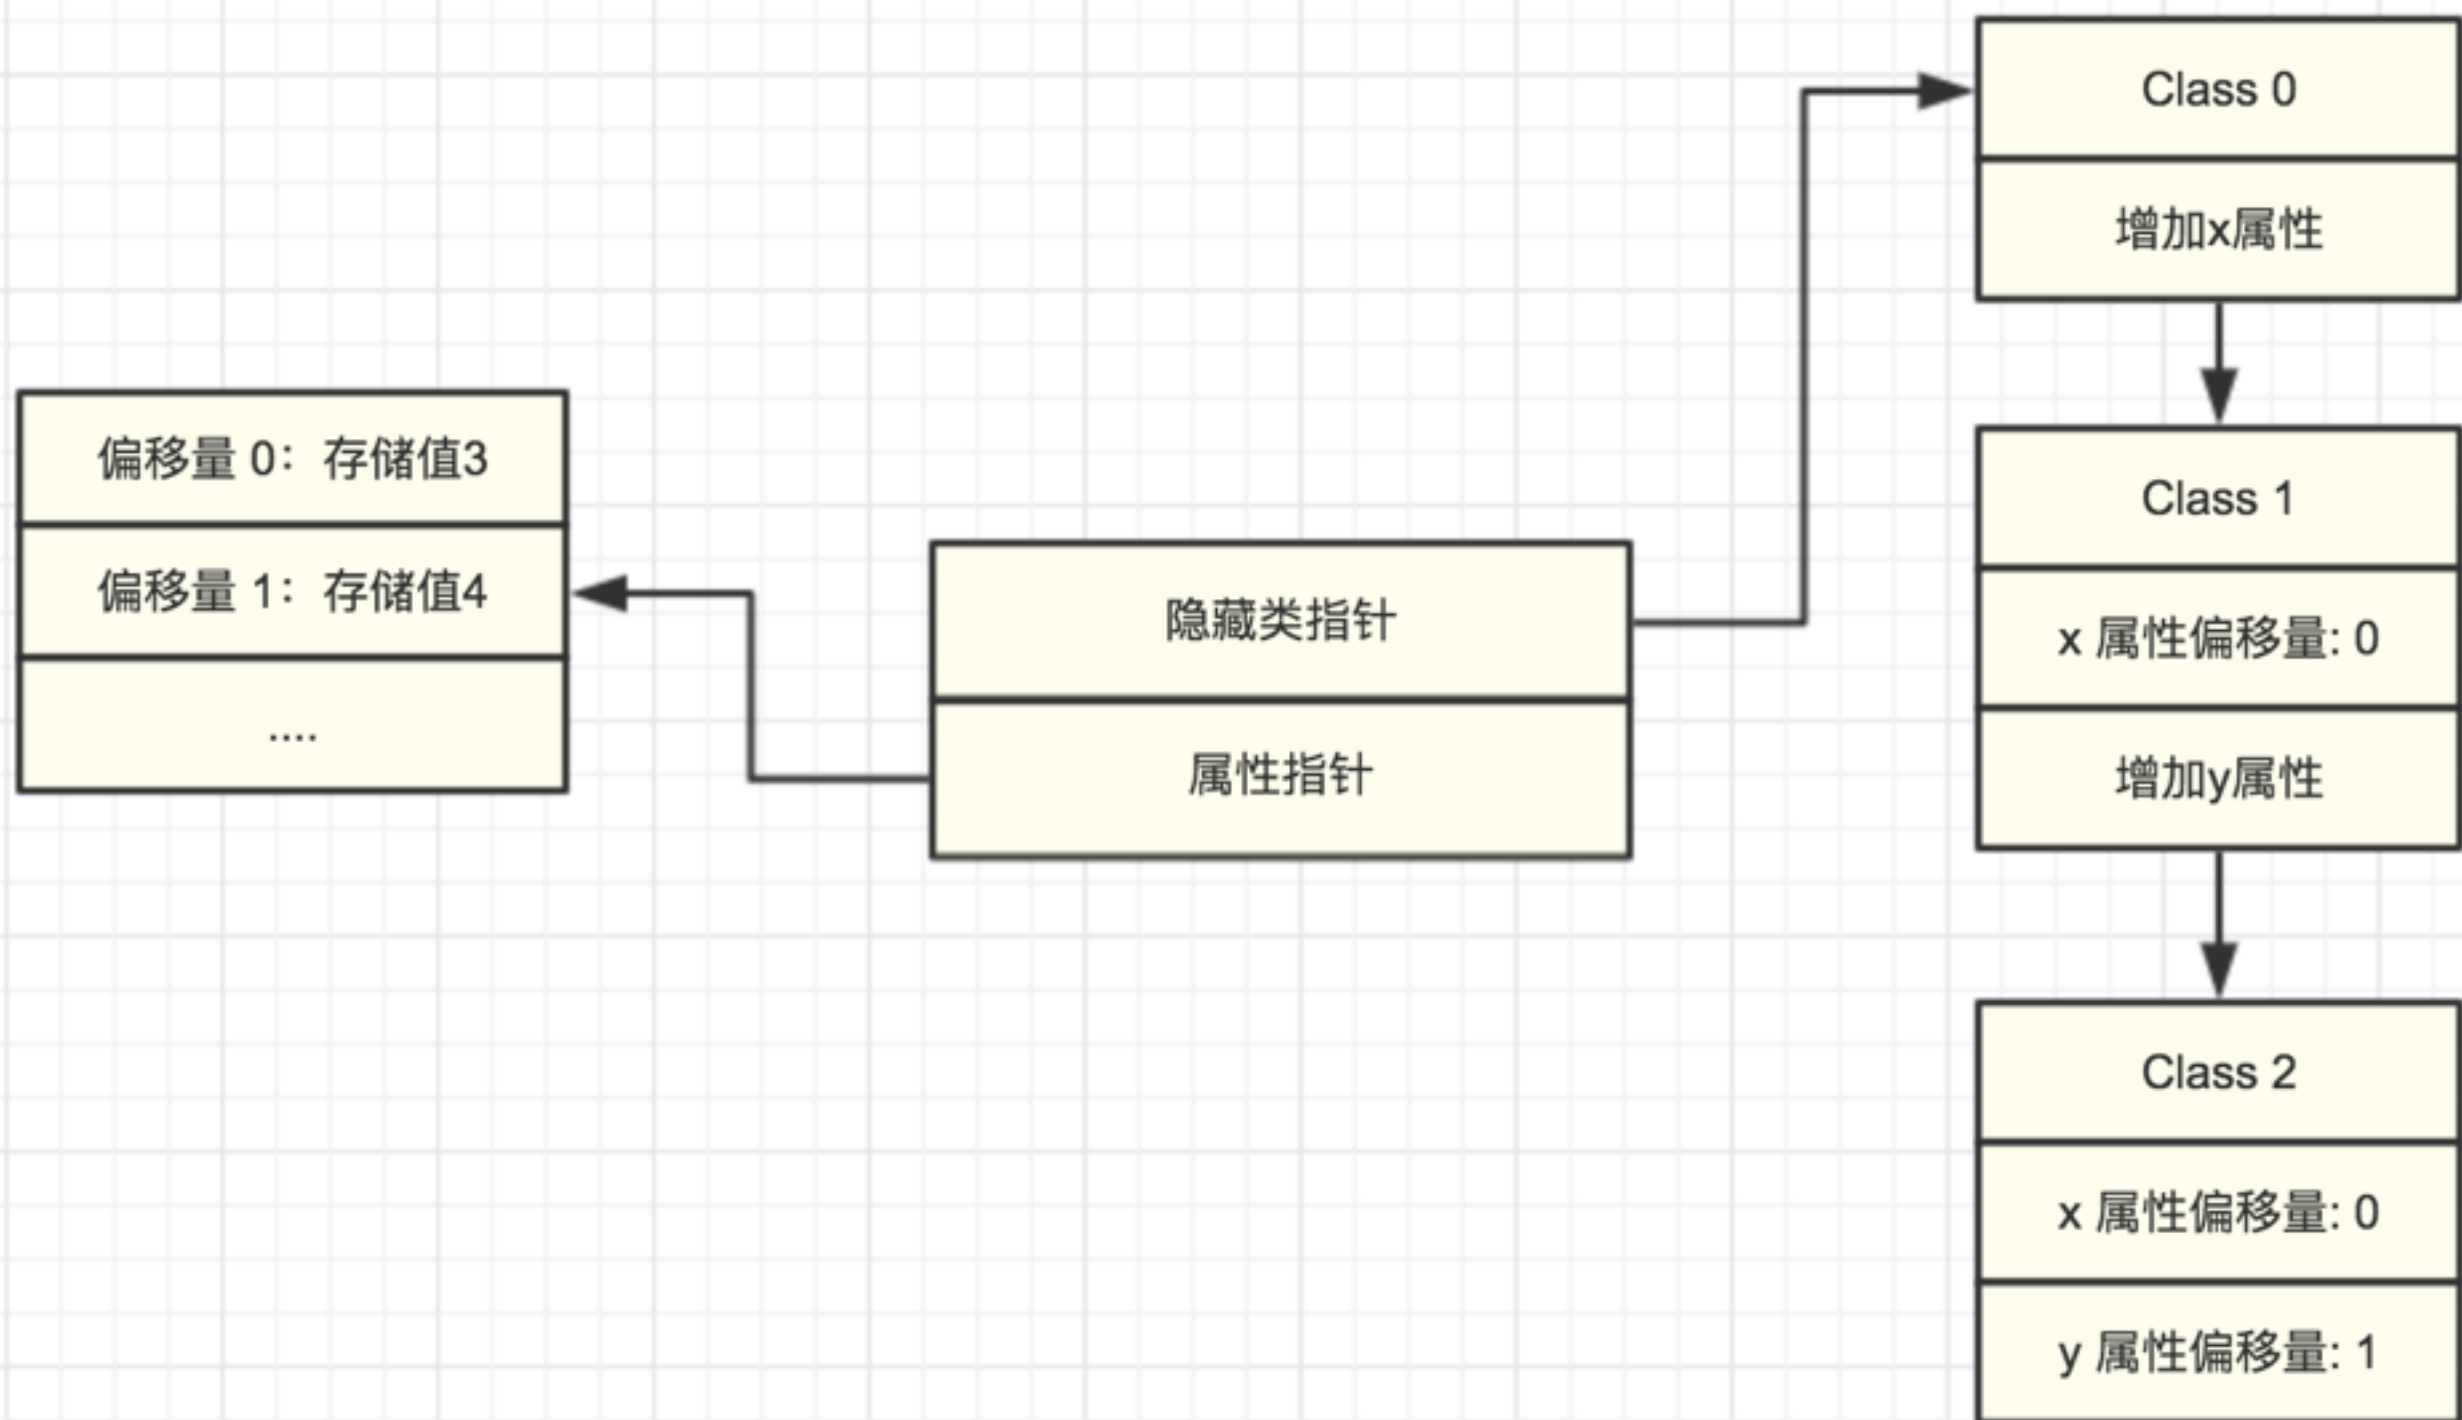 偏移量 0：存储值3
偏移量 1：存储值4
....
隐藏类指针
属性指针
Class 0
增加x属性
Class 1
x 属性偏移量: 0
增加y属性
Class 2
x 属性偏移量: 0
y 属性偏移量: 1